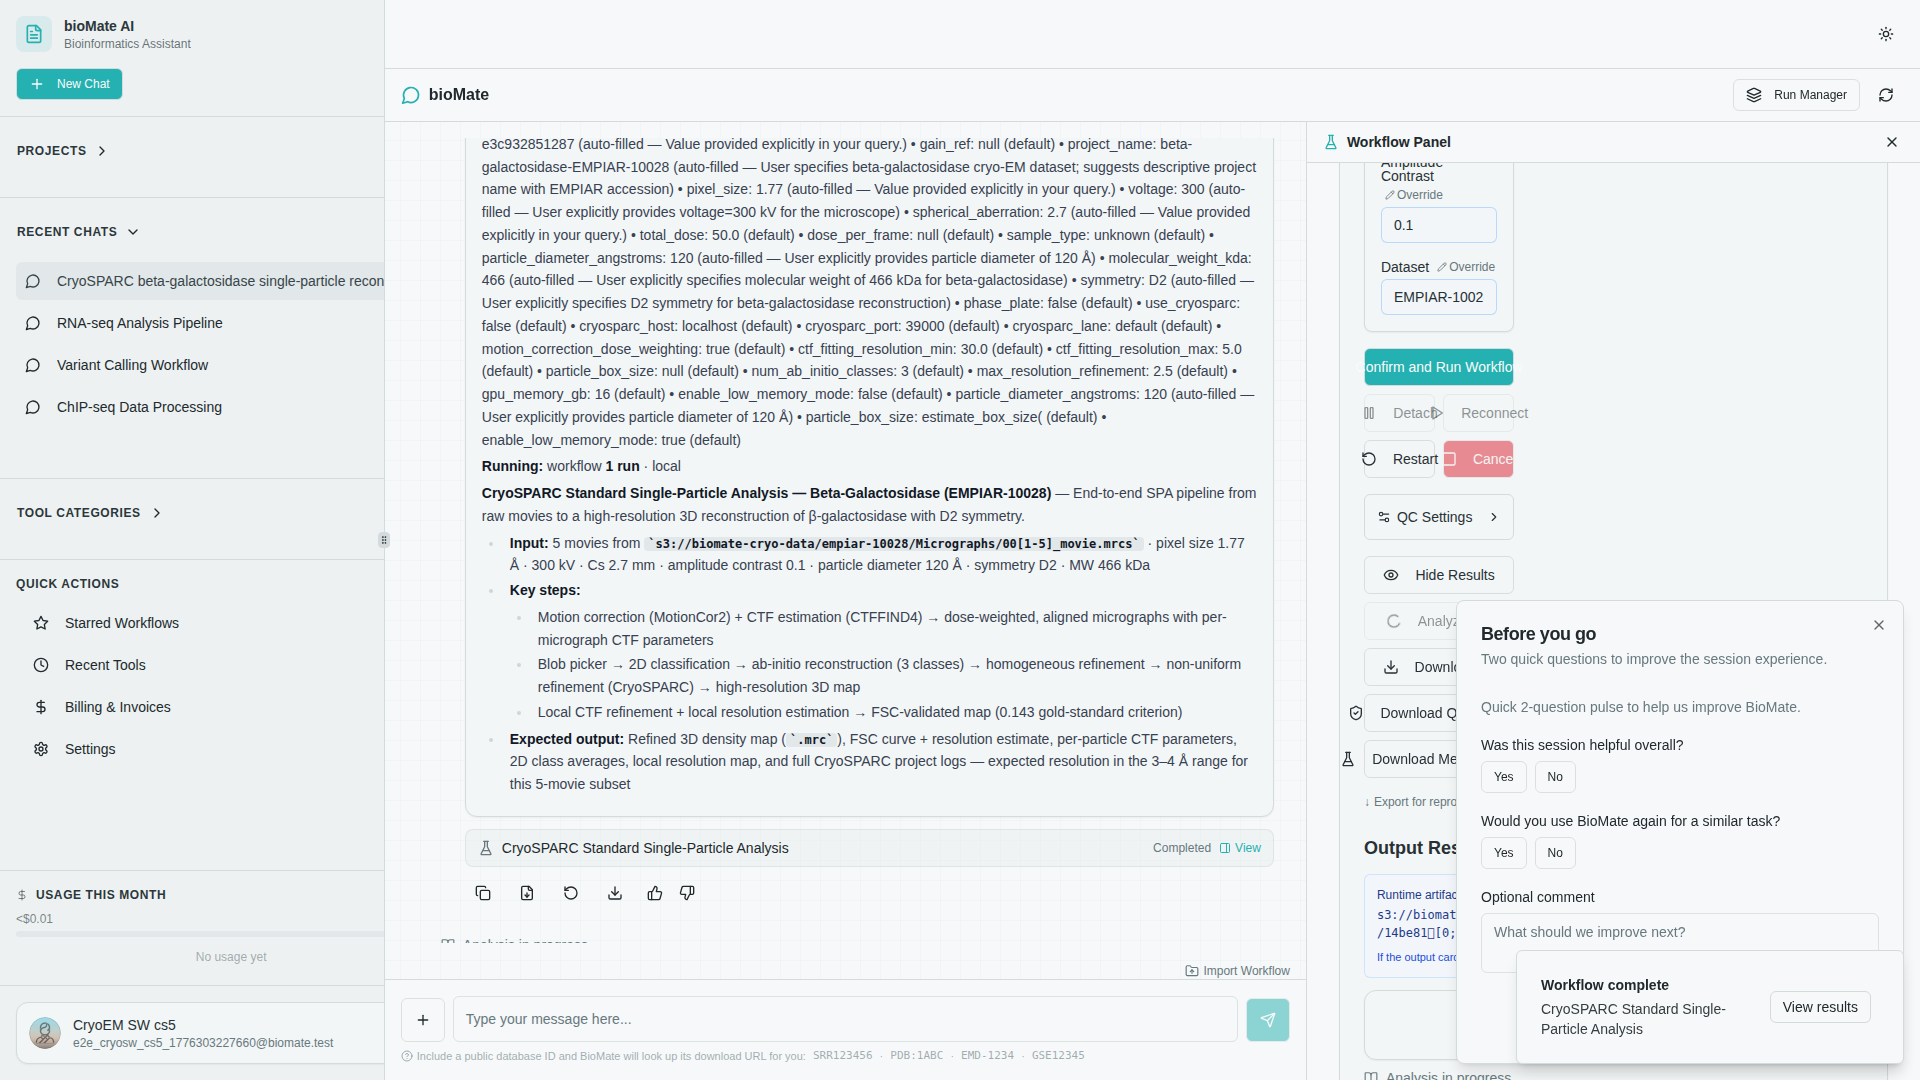 bioMate AI
Bioinformatics Assistant
New Chat
PROJECTS
RECENT CHATS
CryoSPARC beta-galactosidase single-particle recon
RNA-seq Analysis Pipeline
Variant Calling Workflow
ChIP-seq Data Processing
TOOL CATEGORIES
QUICK ACTIONS
Starred Workflows
Recent Tools
Billing & Invoices
Settings
USAGE THIS MONTH
<$0.01
No usage yet
CryoEM SW cs5
e2e_cryosw_cs5_1776303227660@biomate.test
bioMate
Run Manager
e3c932851287 (auto-filled — Value provided explicitly in your query.) • gain_ref: null (default) • project_name: beta-
galactosidase-EMPIAR-10028 (auto-filled — User specifies beta-galactosidase cryo-EM dataset; suggests descriptive project
name with EMPIAR accession) • pixel_size: 1.77 (auto-filled — Value provided explicitly in your query.) • voltage: 300 (auto-
filled — User explicitly provides voltage=300 kV for the microscope) • spherical_aberration: 2.7 (auto-filled — Value provided
explicitly in your query.) • total_dose: 50.0 (default) • dose_per_frame: null (default) • sample_type: unknown (default) •
particle_diameter_angstroms: 120 (auto-filled — User explicitly provides particle diameter of 120 Å) • molecular_weight_kda:
466 (auto-filled — User explicitly specifies molecular weight of 466 kDa for beta-galactosidase) • symmetry: D2 (auto-filled —
User explicitly specifies D2 symmetry for beta-galactosidase reconstruction) • phase_plate: false (default) • use_cryosparc:
false (default) • cryosparc_host: localhost (default) • cryosparc_port: 39000 (default) • cryosparc_lane: default (default) •
motion_correction_dose_weighting: true (default) • ctf_fitting_resolution_min: 30.0 (default) • ctf_fitting_resolution_max: 5.0
(default) • particle_box_size: null (default) • num_ab_initio_classes: 3 (default) • max_resolution_refinement: 2.5 (default) •
gpu_memory_gb: 16 (default) • enable_low_memory_mode: false (default) • particle_diameter_angstroms: 120 (auto-filled —
User explicitly provides particle diameter of 120 Å) • particle_box_size: estimate_box_size( (default) •
enable_low_memory_mode: true (default)
Running: workflow 1 run · local
CryoSPARC Standard Single-Particle Analysis — Beta-Galactosidase (EMPIAR-10028) — End-to-end SPA pipeline from
raw movies to a high-resolution 3D reconstruction of β-galactosidase with D2 symmetry.
Input: 5 movies from `s3://biomate-cryo-data/empiar-10028/Micrographs/00[1-5]_movie.mrcs` · pixel size 1.77
Å · 300 kV · Cs 2.7 mm · amplitude contrast 0.1 · particle diameter 120 Å · symmetry D2 · MW 466 kDa
Key steps:
Motion correction (MotionCor2) + CTF estimation (CTFFIND4) → dose-weighted, aligned micrographs with per-
micrograph CTF parameters
Blob picker → 2D classification → ab-initio reconstruction (3 classes) → homogeneous refinement → non-uniform
refinement (CryoSPARC) → high-resolution 3D map
Local CTF refinement + local resolution estimation → FSC-validated map (0.143 gold-standard criterion)
Expected output: Refined 3D density map (`.mrc`), FSC curve + resolution estimate, per-particle CTF parameters,
2D class averages, local resolution map, and full CryoSPARC project logs — expected resolution in the 3–4 Å range for
this 5-movie subset
CryoSPARC Standard Single-Particle Analysis
Completed View
Analysis in progress
Import Workflow
Type your message here...
Include a public database ID and BioMate will look up its download URL for you: SRR123456 · PDB:1ABC · EMD-1234 · GSE12345
Workflow Panel
Amplitude
Contrast
Override
0.1
Dataset Override
EMPIAR-1002
onfirm and Run Workflo
Detach
Reconnect
Restart
Cance
QC Settings
Hide Results
Analyz
Downlo
Download Q
Download Me
↓ Export for repro
Output Res
Runtime artifac
s3://biomat
/14be81[0;
If the output card
Analysis in progress
Before you go
Two quick questions to improve the session experience.
Quick 2-question pulse to help us improve BioMate.
Was this session helpful overall?
Yes No
Would you use BioMate again for a similar task?
Yes No
Optional comment
What should we improve next?
Workflow complete
CryoSPARC Standard Single-
Particle Analysis
View results